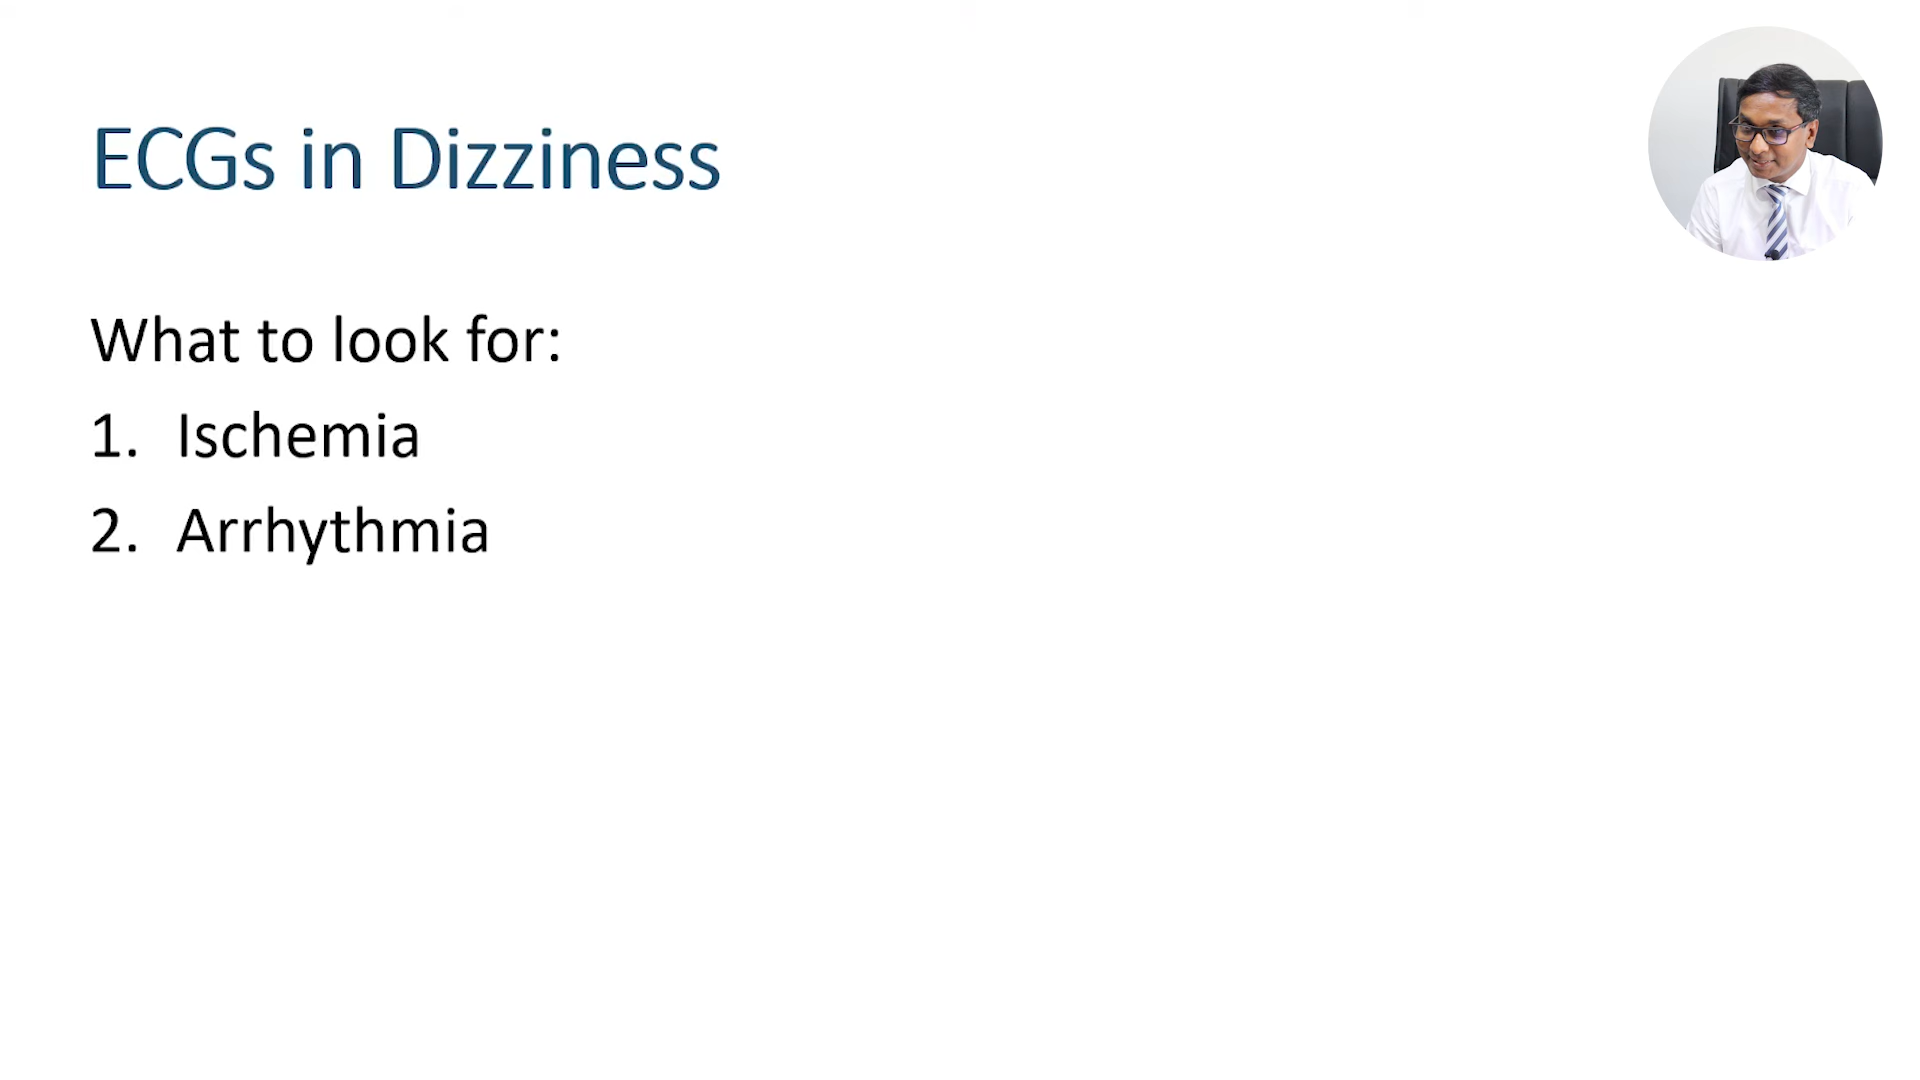 ECGs in Dizziness
What to look for:
1. Ischemia
2. Arrhythmia